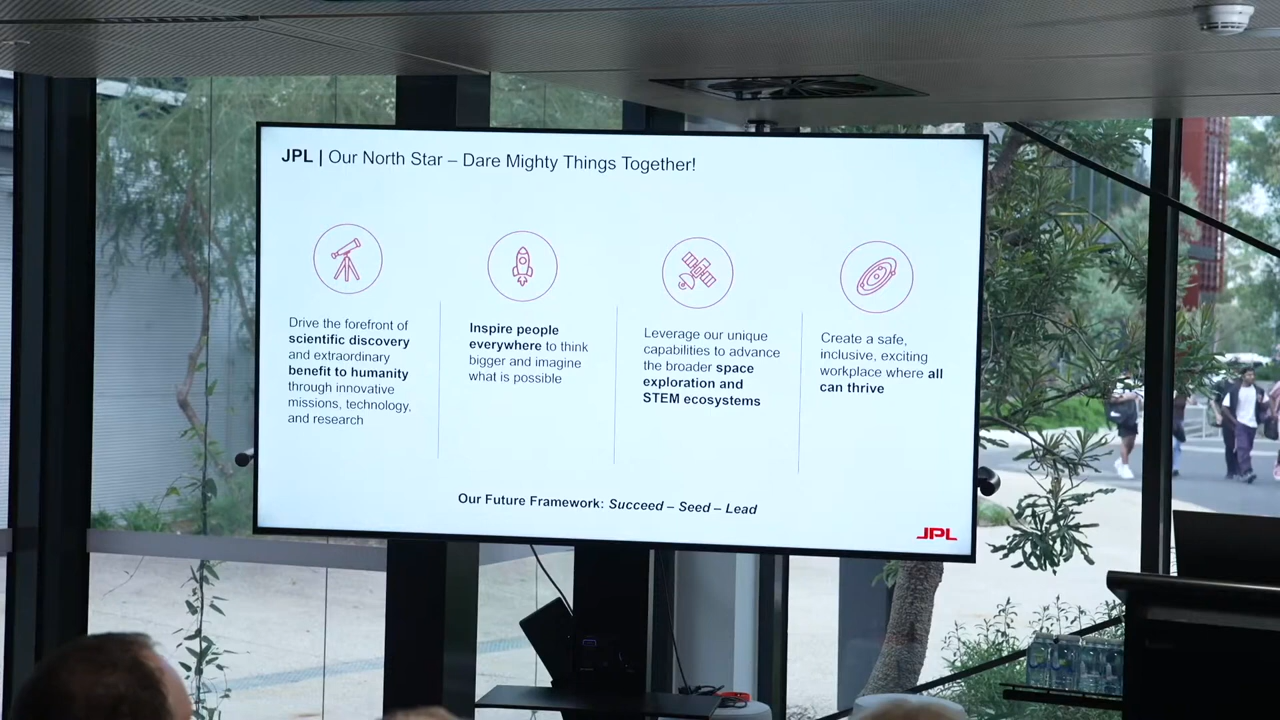 JPL | Our North Star – Dare Mighty Things Together!
Drive the forefront of
scientific discovery
and extraordinary
benefit to humanity
through innovative
missions, technology,
and research
Inspire people
everywhere to think
bigger and imagine
what is possible
Leverage our unique
capabilities to advance
the broader space
exploration and
STEM ecosystems
Create a safe,
inclusive, exciting
workplace where all
can thrive
Our Future Framework: Succeed – Seed – Lead
JPL